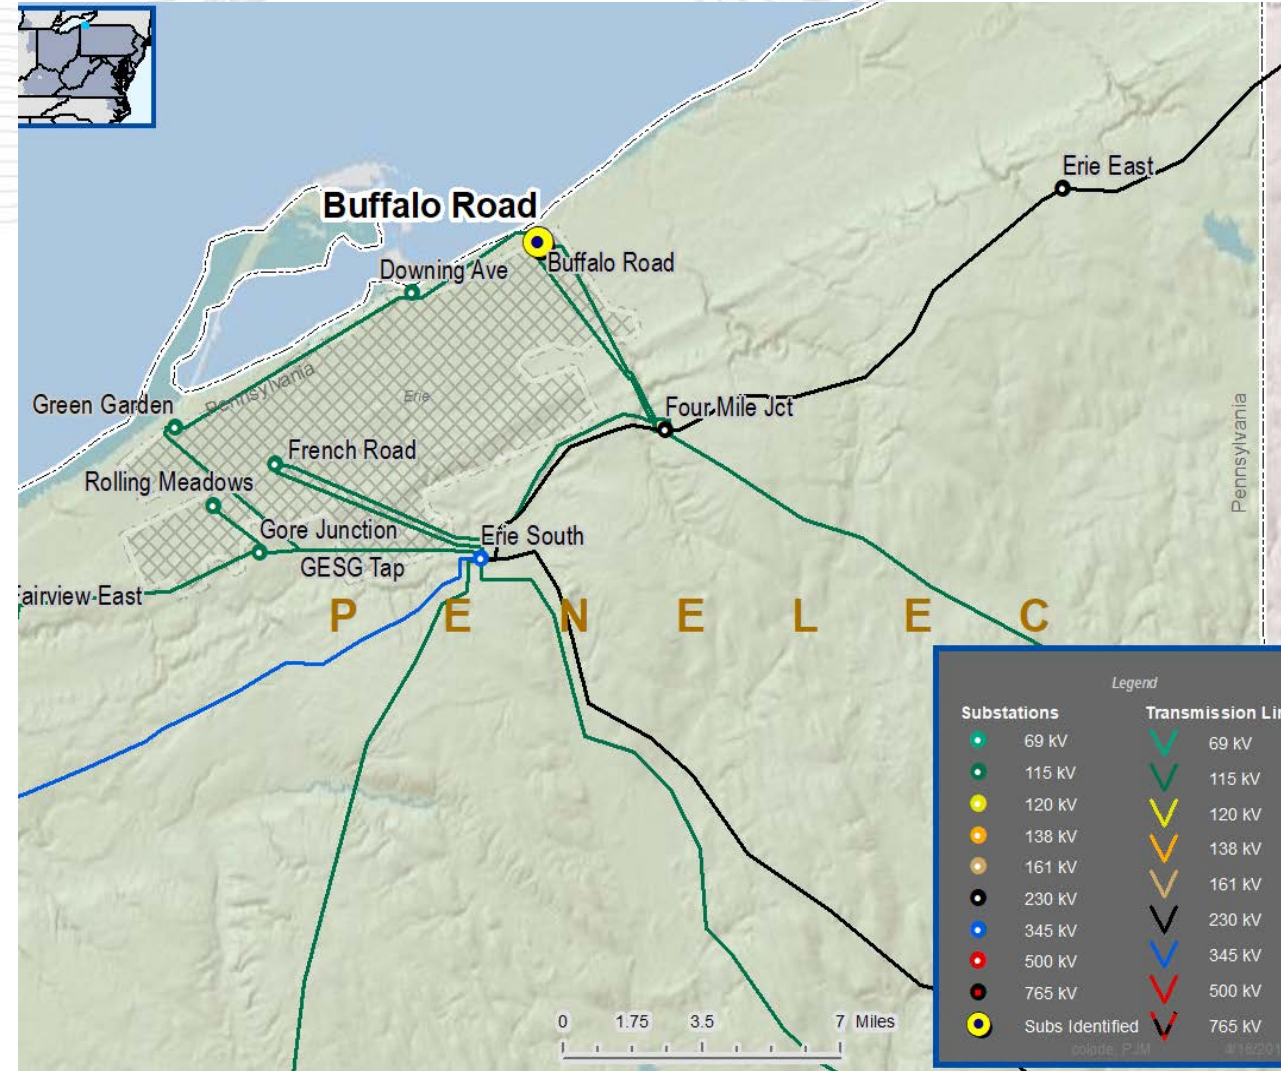 Erie East
Buffalo Road
Buffalo Road
Downing Ave
Pennsylvania
Erie
Green Garden
Four Mile Jct
French Road
Rolling Meadows
Pennsylvania
Gore Junction
Erie South
GESG Tap
airview East
P E N E L E C
Legend
Substations
69 kV
115 kV
120 kV
138 kV
161 kV
230 kV
345 kV
500 kV
765 kV
Subs Identified
Transmission Li
69 kV
115 kV
120 kV
138 kV
161 kV
230 kV
345 kV
500 kV
765 kV
0 1.75 3.5 7 Miles
PJM